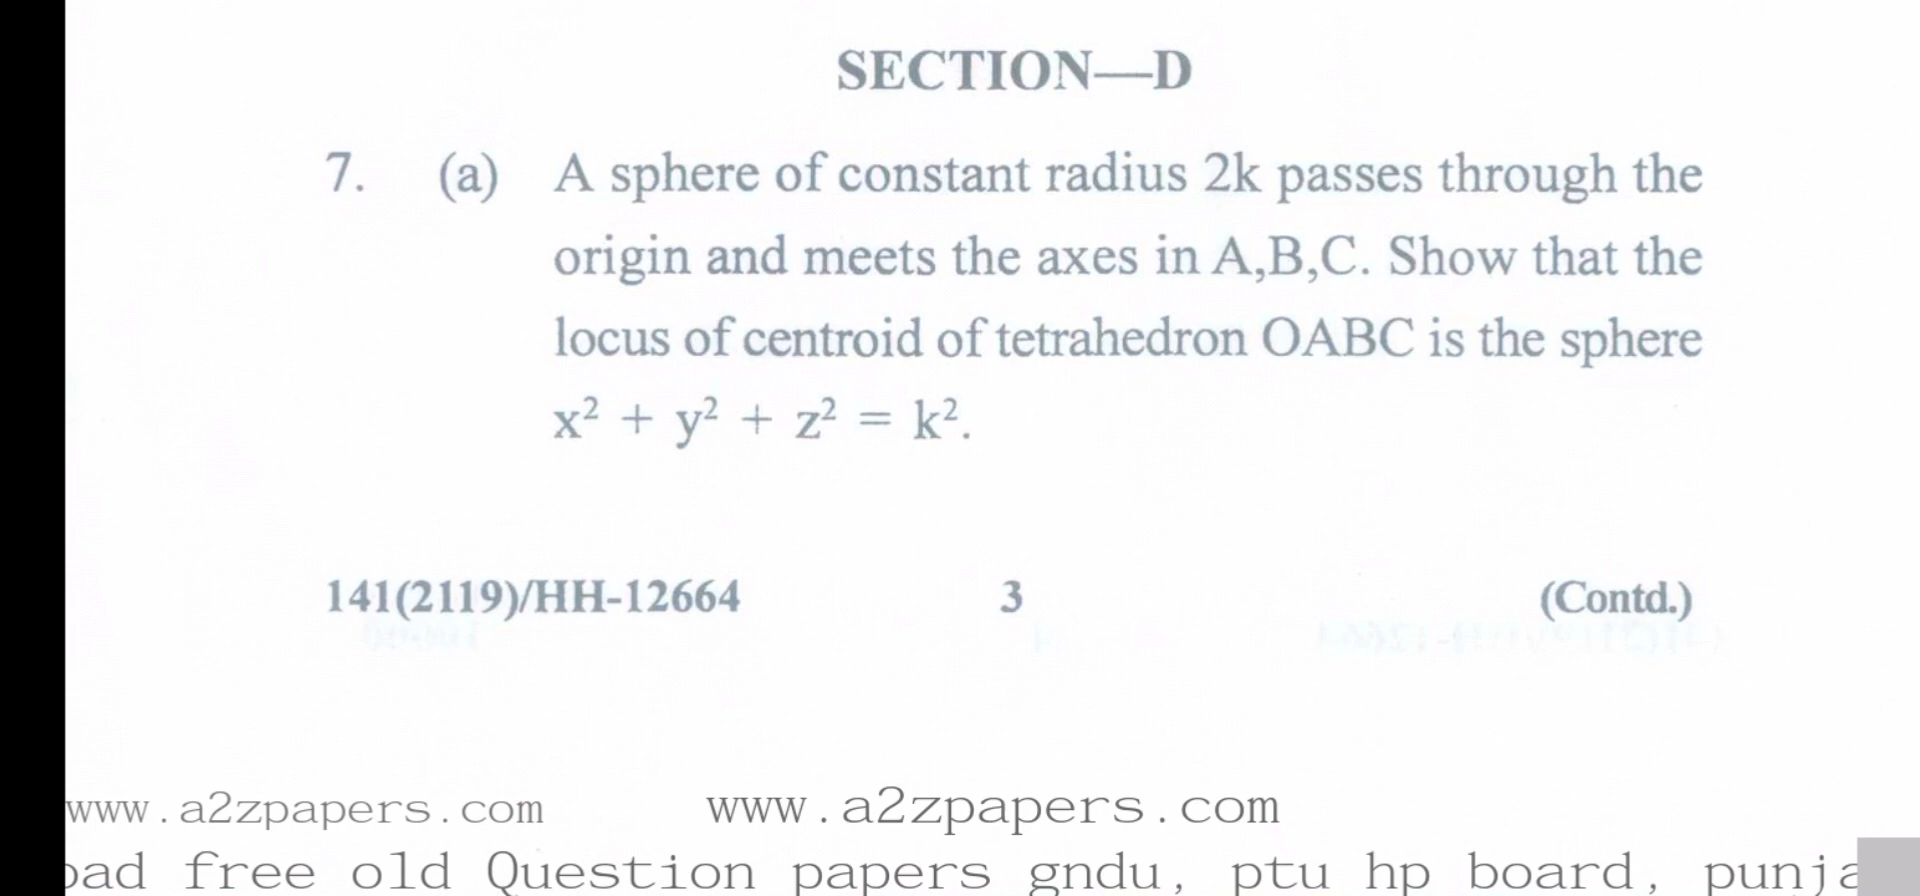 SECTION—D
7. (a) A sphere of constant radius 2k passes through the
origin and meets the axes in A,B,C. Show that the
locus of centroid of tetrahedron OABC is the sphere
x² + y² + z² = k².
141(2119)/HH-12664 3 (Contd.)
www.a2zpapers.com www.a2zpapers.com
oad free old Question papers gndu, ptu hp board, punja